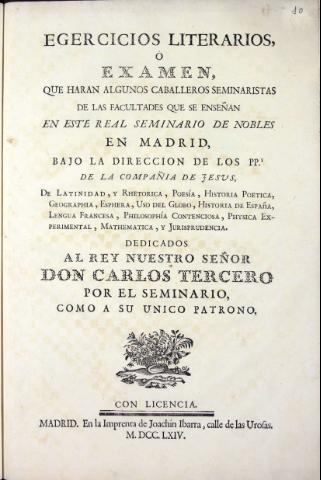 10
EGERCICIOS LITERARIOS,
O
EXAMEN,
QUE HARAN ALGUNOS CABALLEROS SEMINARISTAS
DE LAS FACULTADES QUE SE ENSEÑAN
EN ESTE REAL SEMINARIO DE NOBLES
EN MADRID,
BAJO LA DIRECCION DE LOS PP.ˢ
DE LA COMPAÑIA DE JESUS,
DE LATINIDAD, Y RHETORICA, POESÍA, HISTORIA POETICA,
GEOGRAPHIA, ESPHERA, USO DEL GLOBO, HISTORIA DE ESPAÑA,
LENGUA FRANCESA, PHILOSOPHÍA CONTENCIOSA, PHYSICA EX-
PERIMENTAL, MATHEMATICA, Y JURISPRUDENCIA.
DEDICADOS
AL REY NUESTRO SEÑOR
DON CARLOS TERCERO
POR EL SEMINARIO,
COMO A SU UNICO PATRONO,
CON LICENCIA.
MADRID. En la Imprenta de Joachin Ibarra, calle de las Urosas.
M. DCC. LXIV.